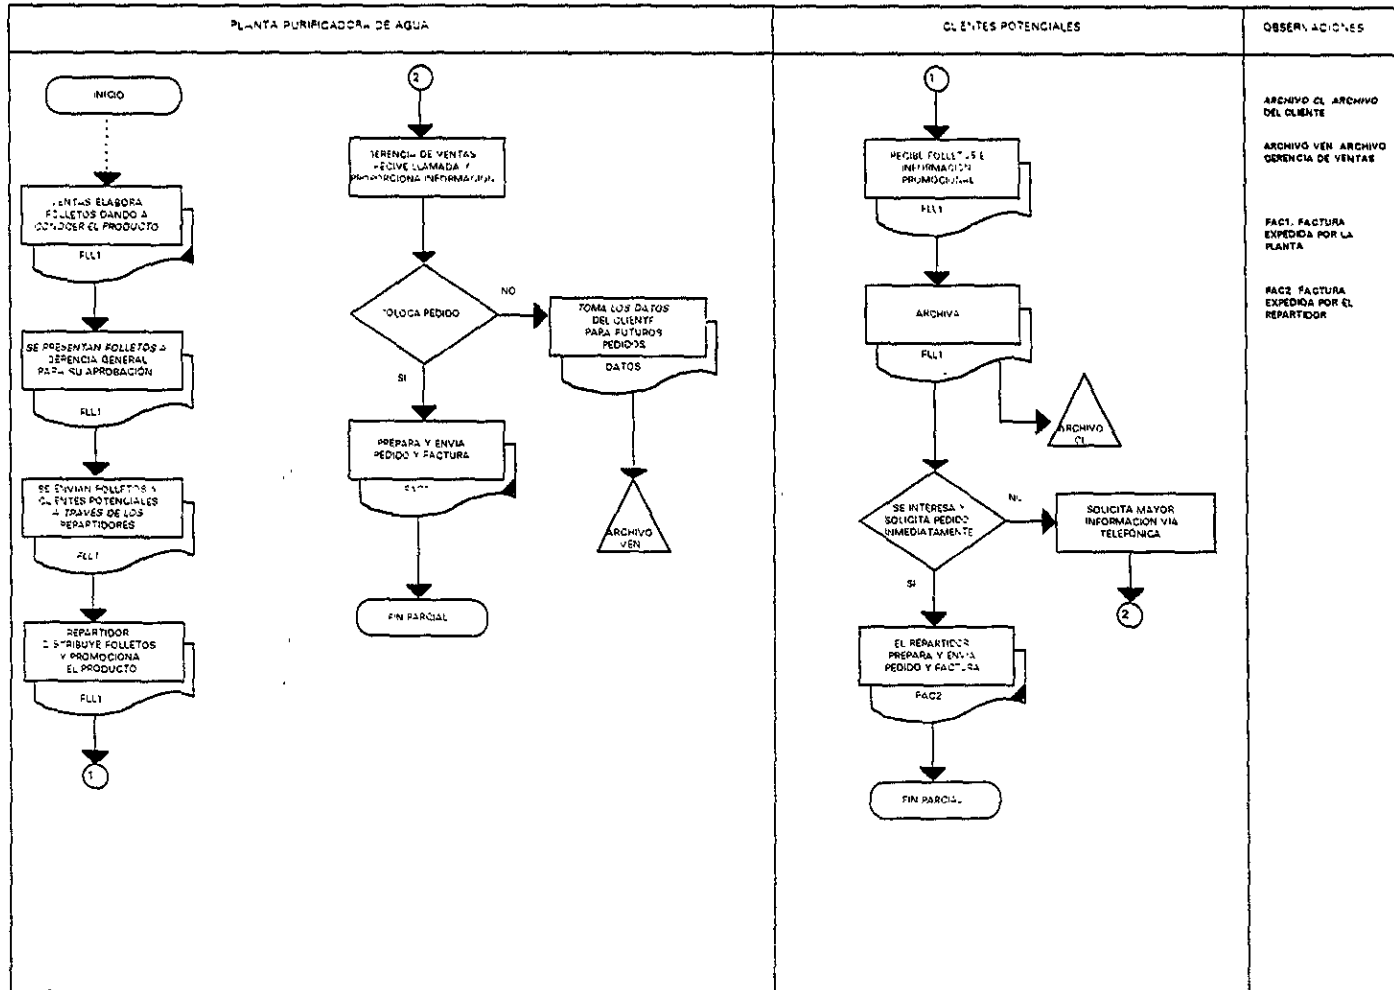 PLANTA PURIFICADORA DE AGUA
CLIENTES POTENCIALES
OBSERVACIONES
INICIO
VENTAS ELABORA
FOLLETOS DANDO A
CONOCER EL PRODUCTO
FLL1
SE PRESENTAN FOLLETOS A
GERENCIA GENERAL
PARA SU APROBACIÓN
FLL1
SE ENVIAN FOLLETOS A
CLIENTES POTENCIALES
A TRAVÉS DE LOS
REPARTIDORES
FLL1
REPARTIDOR
DISTRIBUYE FOLLETOS
Y PROMOCIONA
EL PRODUCTO
FLL1
1
2
GERENCIA DE VENTAS
RECIVE LLAMADA Y
PROPORCIONA INFORMACION
COLOCA PEDIDO
NO
SI
TOMA LOS DATOS
DEL CLIENTE
PARA FUTUROS
PEDIDOS
DATOS
ARCHIVO
VEN
PREPARA Y ENVIA
PEDIDO Y FACTURA
FIN PARCIAL
1
RECIBE FOLLETOS E
INFORMACION
PROMOCIONAL
FLL1
ARCHIVA
FLL1
ARCHIVO
CL
SE INTERESA Y
SOLICITA PEDIDO
INMEDIATAMENTE
NO
SI
SOLICITA MAYOR
INFORMACION VIA
TELEFÓNICA
2
EL REPARTIDOR
PREPARA Y ENVIA
PEDIDO Y FACTURA
FAC2
FIN PARCIAL
ARCHIVO CL ARCHIVO
DEL CLIENTE
ARCHIVO VEN ARCHIVO
GERENCIA DE VENTAS
FAC1. FACTURA
EXPEDIDA POR LA
PLANTA
FAC2 FACTURA
EXPEDIDA POR EL
REPARTIDOR